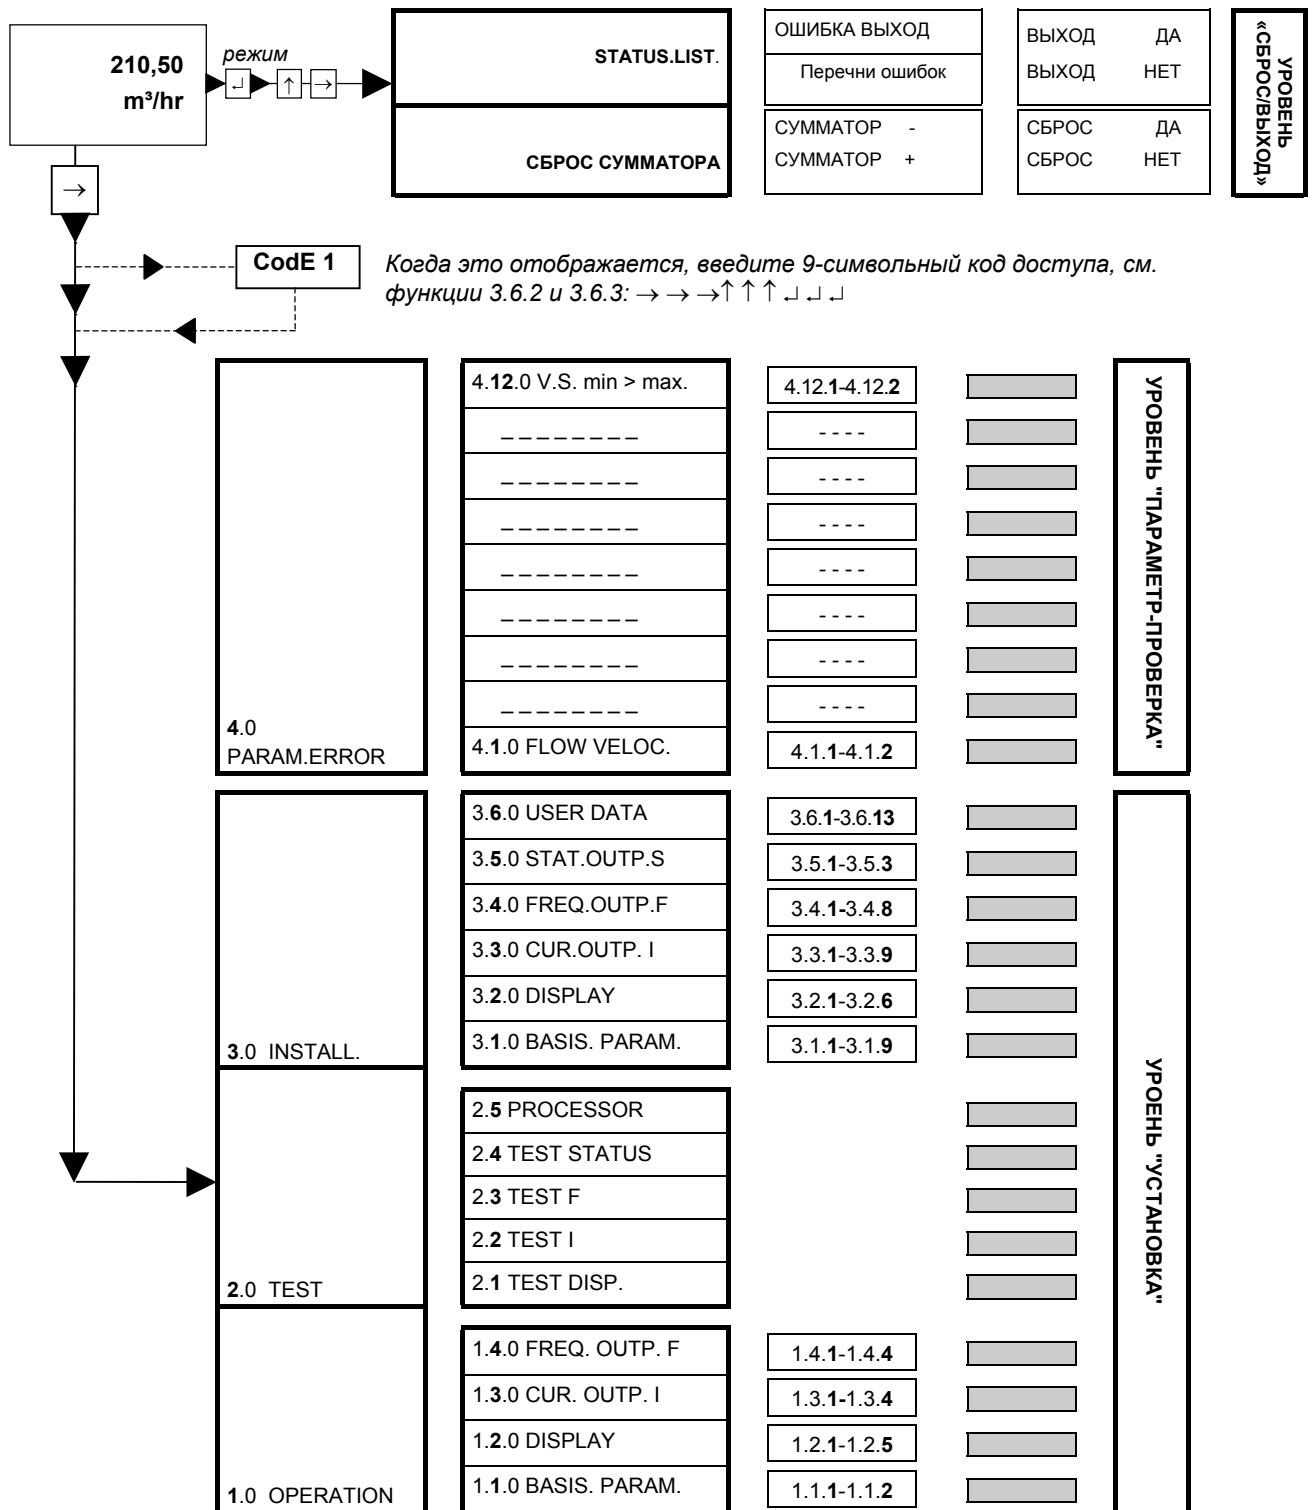 210,50
m³/hr
режим
↵ ↑ →
STATUS.LIST.
СБРОС СУММАТОРА
ОШИБКА ВЫХОД
Перечни ошибок
СУММАТОР -
СУММАТОР +
ВЫХОД ДА
ВЫХОД НЕТ
СБРОС ДА
СБРОС НЕТ
УРОВЕНЬ
«СБРОС/ВЫХОД»
→
CodE 1
Когда это отображается, введите 9-символьный код доступа, см.
функции 3.6.2 и 3.6.3: → → →↑ ↑ ↑ ↵ ↵ ↵
4.12.0 V.S. min > max. 4.12.1-4.12.2
_ _ _ _ _ _ _ _ - - - -
_ _ _ _ _ _ _ _ - - - -
_ _ _ _ _ _ _ _ - - - -
_ _ _ _ _ _ _ _ - - - -
_ _ _ _ _ _ _ _ - - - -
_ _ _ _ _ _ _ _ - - - -
_ _ _ _ _ _ _ _ - - - -
4.0
PARAM.ERROR
4.1.0 FLOW VELOC. 4.1.1-4.1.2
УРОВЕНЬ "ПАРАМЕТР-ПРОВЕРКА"
3.6.0 USER DATA 3.6.1-3.6.13
3.5.0 STAT.OUTP.S 3.5.1-3.5.3
3.4.0 FREQ.OUTP.F 3.4.1-3.4.8
3.3.0 CUR.OUTP. I 3.3.1-3.3.9
3.2.0 DISPLAY 3.2.1-3.2.6
3.0 INSTALL.
3.1.0 BASIS. PARAM. 3.1.1-3.1.9
2.5 PROCESSOR
2.4 TEST STATUS
2.3 TEST F
2.2 TEST I
2.0 TEST
2.1 TEST DISP.
УРОЕНЬ "УСТАНОВКА"
1.4.0 FREQ. OUTP. F 1.4.1-1.4.4
1.3.0 CUR. OUTP. I 1.3.1-1.3.4
1.2.0 DISPLAY 1.2.1-1.2.5
1.0 OPERATION
1.1.0 BASIS. PARAM. 1.1.1-1.1.2